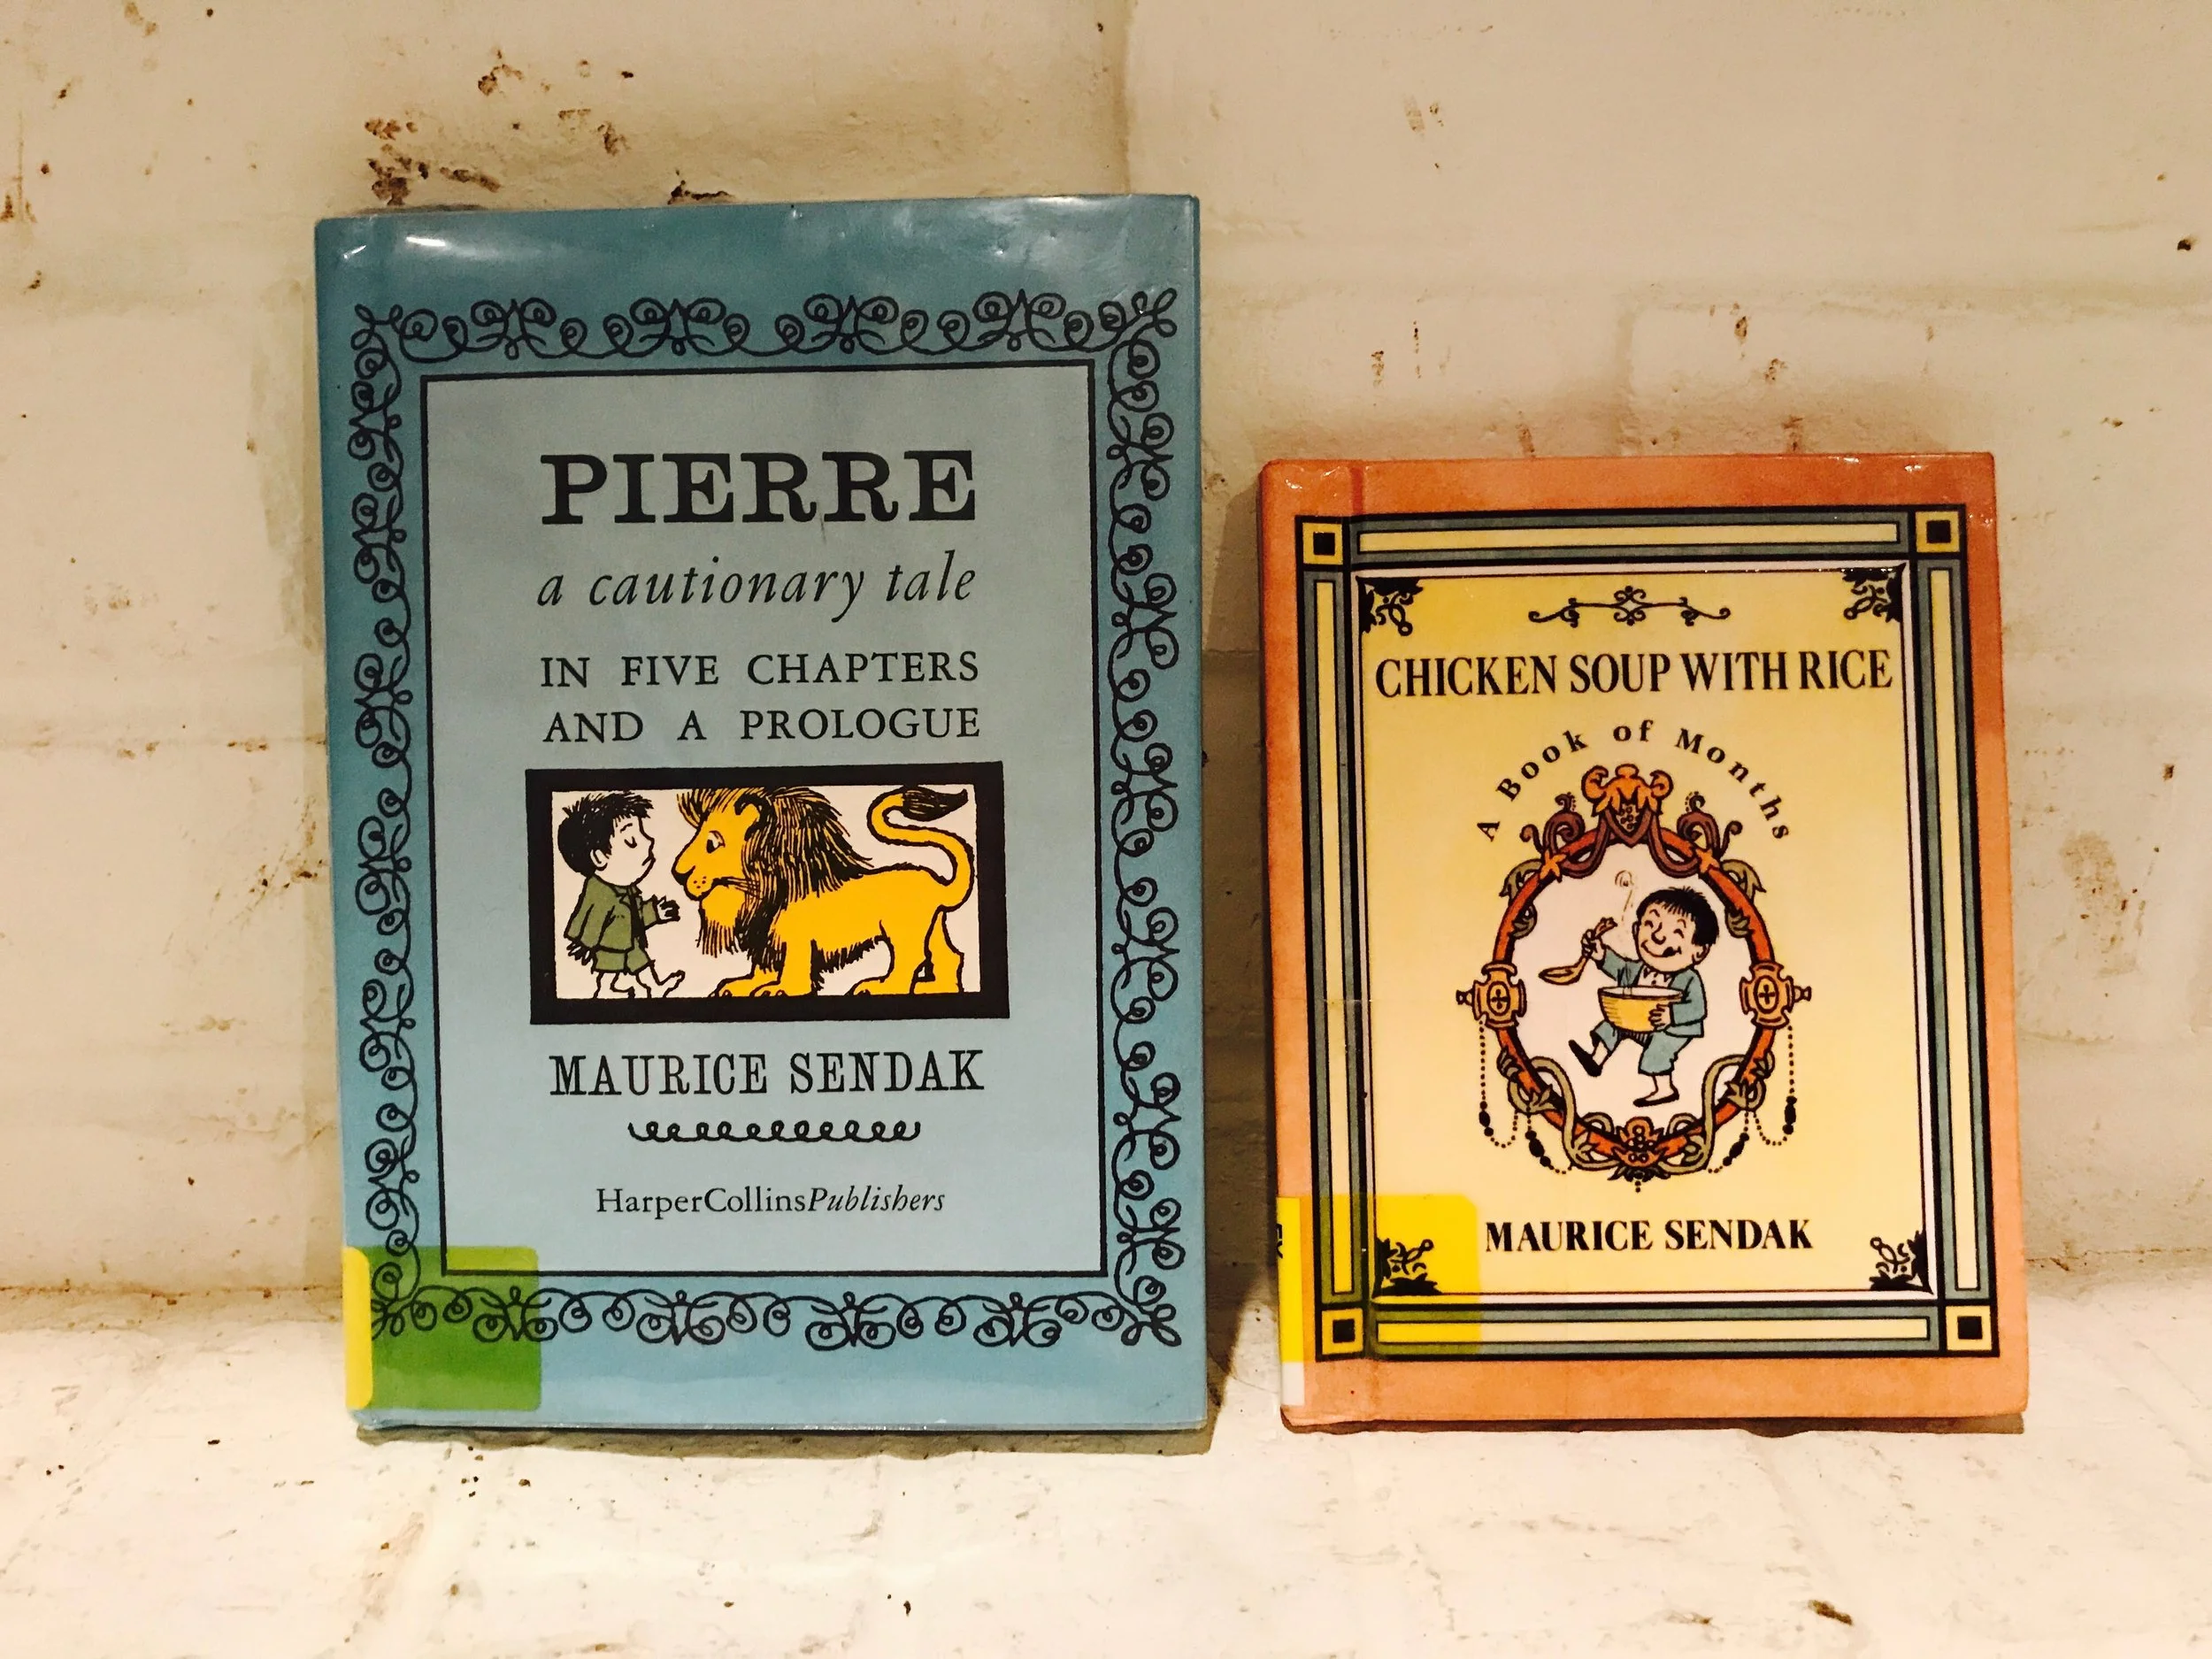 PIERRE
a cautionary tale
IN FIVE CHAPTERS
AND A PROLOGUE
MAURICE SENDAK
HarperCollinsPublishers
CHICKEN SOUP WITH RICE
A Book of Months
MAURICE SENDAK